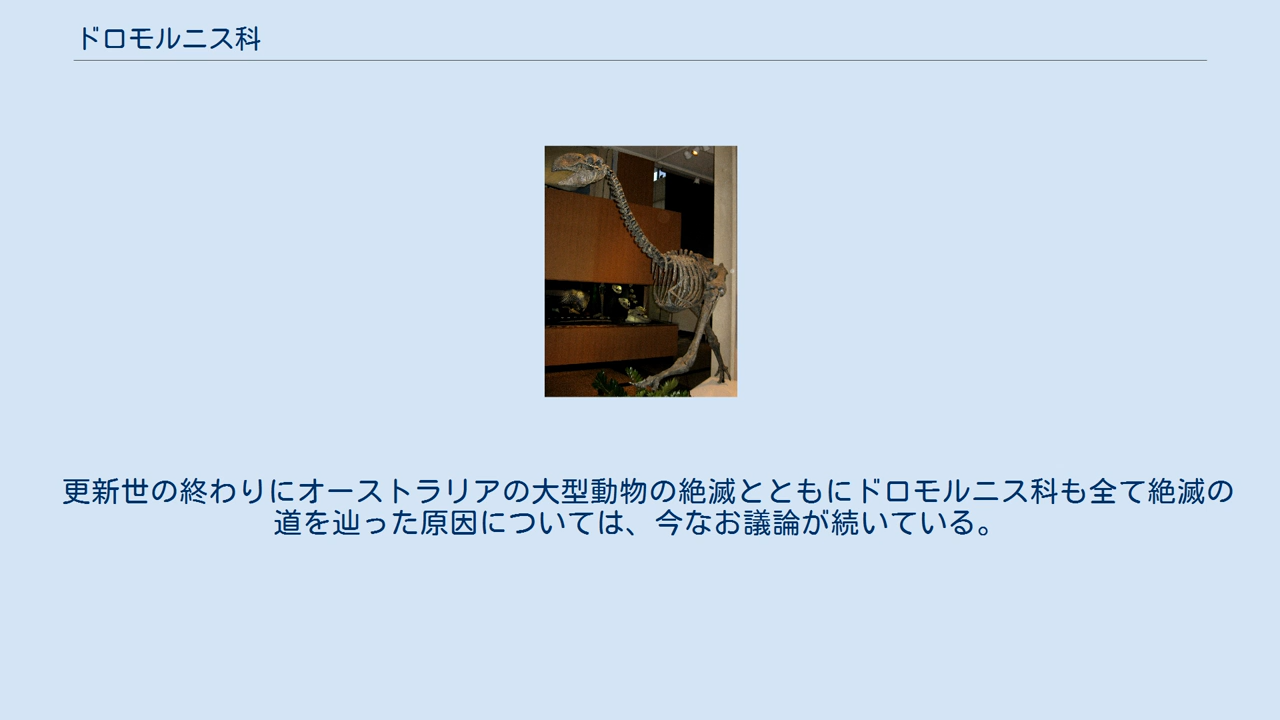 ドロモルニス科
更新世の終わりにオーストラリアの大型動物の絶滅とともにドロモルニス科も全て絶滅の
道を辿った原因については、今なお議論が続いている。